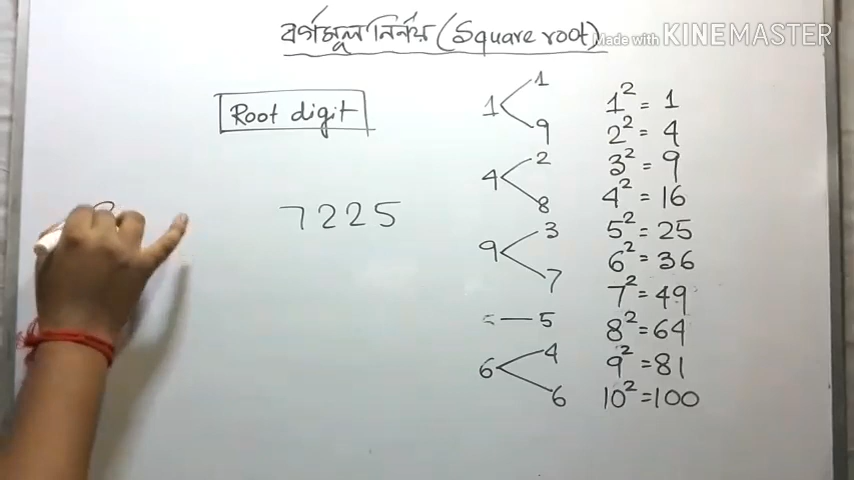 বর্গমূল নির্নয় (Square root)
Made with KINEMASTER
Root digit
7225
1 1 9
4 2 8
9 3 7
5 5
6 4 6
1² = 1
2² = 4
3² = 9
4² = 16
5² = 25
6² = 36
7² = 49
8² = 64
9² = 81
10² = 100